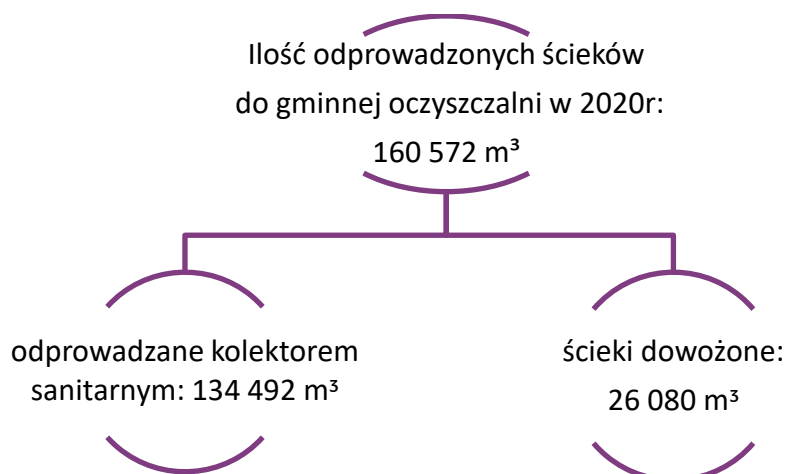 Ilość odprowadzonych ścieków
do gminnej oczyszczalni w 2020r:
160 572 m³
odprowadzane kolektorem
sanitarnym: 134 492 m³
ścieki dowożone:
26 080 m³